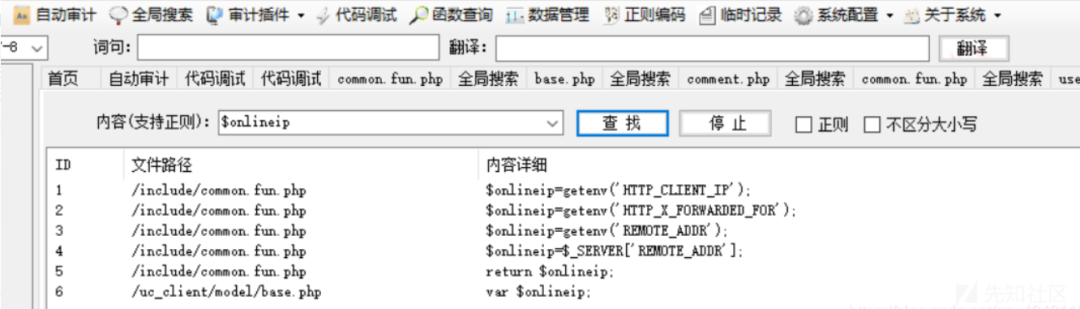 自动审计 全局搜索 审计插件 代码调试 函数查询 数据管理 正则编码 临时记录 系统配置 关于系统
-8 词句: 翻译: 翻译
首页 自动审计 代码调试 代码调试 common.fun.php 全局搜索 base.php 全局搜索 comment.php 全局搜索 common.fun.php 全局搜索 use
内容(支持正则): $onlineip 查找 停止 正则 不区分大小写
ID 文件路径 内容详细
1 /include/common.fun.php $onlineip=getenv('HTTP_CLIENT_IP');
2 /include/common.fun.php $onlineip=getenv('HTTP_X_FORWARDED_FOR');
3 /include/common.fun.php $onlineip=getenv('REMOTE_ADDR');
4 /include/common.fun.php $onlineip=$_SERVER['REMOTE_ADDR'];
5 /include/common.fun.php return $onlineip;
6 /uc_client/model/base.php var $onlineip;
先知社区